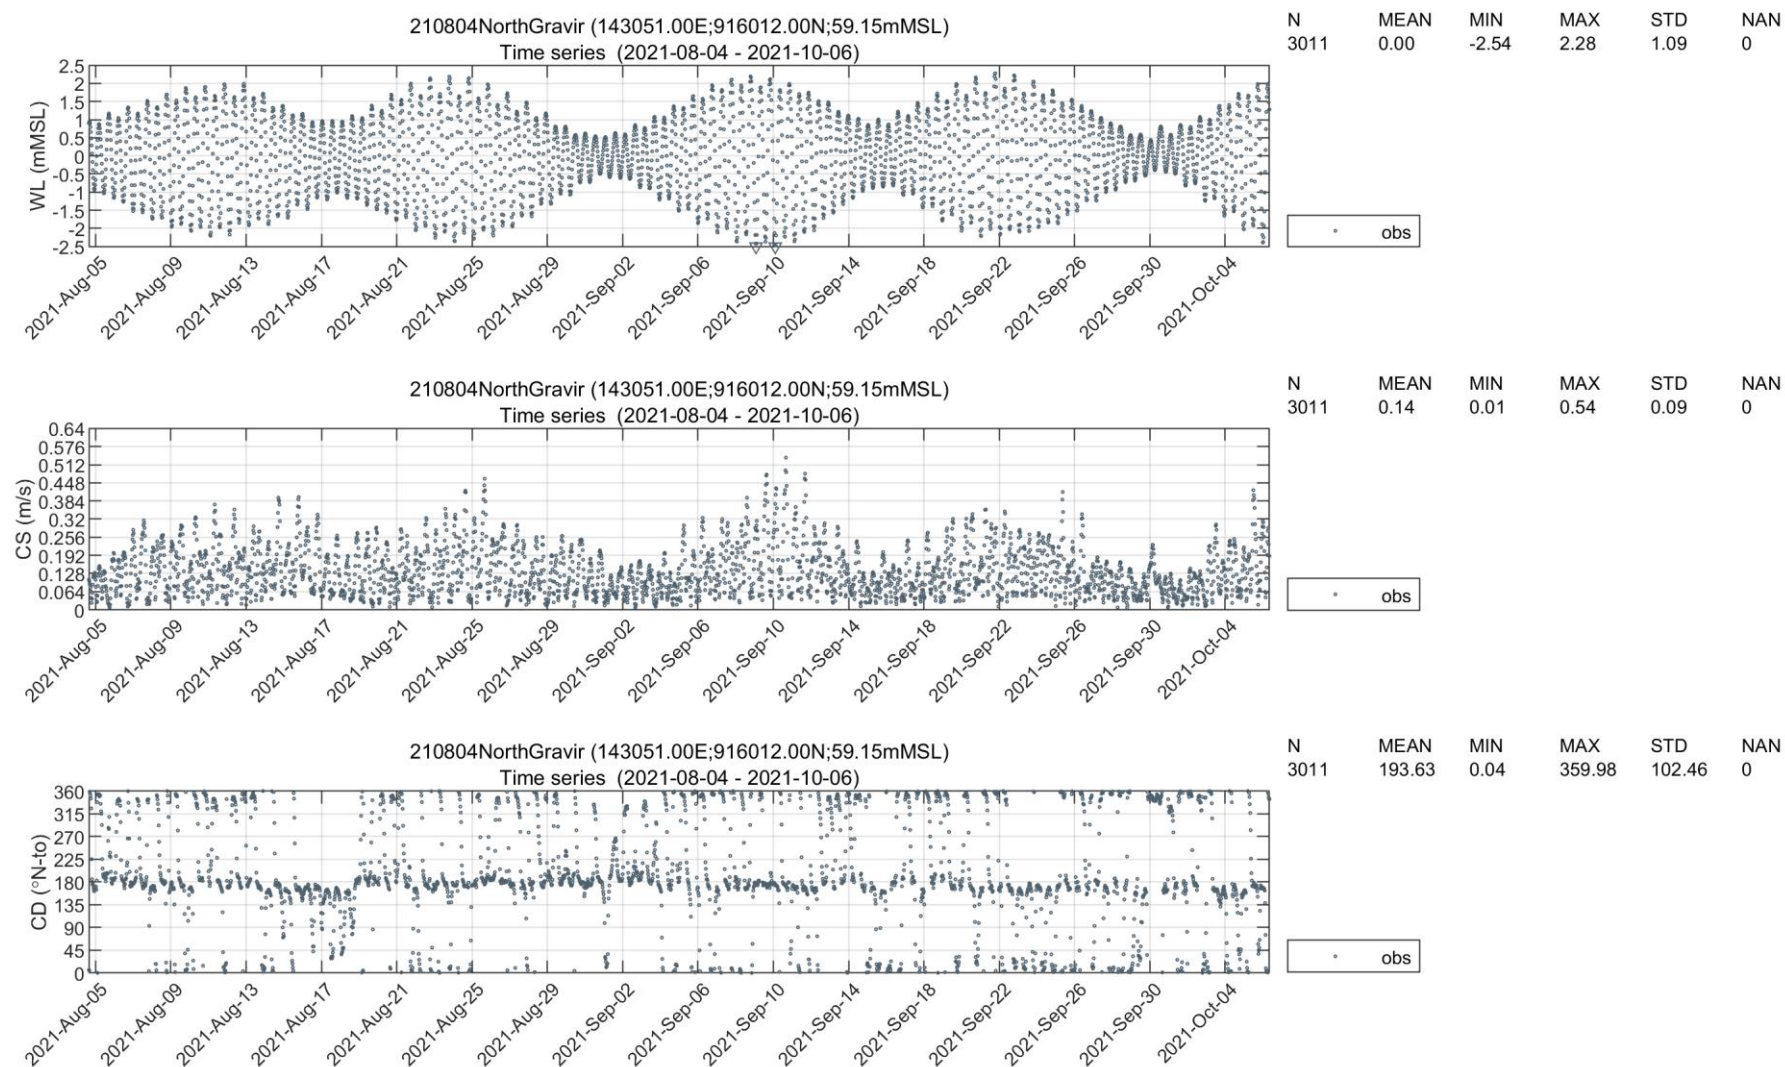 210804NorthGravir (143051.00E;916012.00N;59.15mMSL)
Time series (2021-08-04 - 2021-10-06)
N MEAN MIN MAX STD NAN
3011 0.00 -2.54 2.28 1.09 0
WL (mMSL)
2.5
2
1.5
1
0.5
0
-0.5
-1
-1.5
-2
-2.5
2021-Aug-05 2021-Aug-09 2021-Aug-13 2021-Aug-17 2021-Aug-21 2021-Aug-25 2021-Aug-29 2021-Sep-02 2021-Sep-06 2021-Sep-10 2021-Sep-14 2021-Sep-18 2021-Sep-22 2021-Sep-26 2021-Sep-30 2021-Oct-04
obs
210804NorthGravir (143051.00E;916012.00N;59.15mMSL)
Time series (2021-08-04 - 2021-10-06)
N MEAN MIN MAX STD NAN
3011 0.14 0.01 0.54 0.09 0
CS (m/s)
0.64
0.576
0.512
0.448
0.384
0.32
0.256
0.192
0.128
0.064
0
2021-Aug-05 2021-Aug-09 2021-Aug-13 2021-Aug-17 2021-Aug-21 2021-Aug-25 2021-Aug-29 2021-Sep-02 2021-Sep-06 2021-Sep-10 2021-Sep-14 2021-Sep-18 2021-Sep-22 2021-Sep-26 2021-Sep-30 2021-Oct-04
obs
210804NorthGravir (143051.00E;916012.00N;59.15mMSL)
Time series (2021-08-04 - 2021-10-06)
N MEAN MIN MAX STD NAN
3011 193.63 0.04 359.98 102.46 0
CD (°N-to)
360
315
270
225
180
135
90
45
0
2021-Aug-05 2021-Aug-09 2021-Aug-13 2021-Aug-17 2021-Aug-21 2021-Aug-25 2021-Aug-29 2021-Sep-02 2021-Sep-06 2021-Sep-10 2021-Sep-14 2021-Sep-18 2021-Sep-22 2021-Sep-26 2021-Sep-30 2021-Oct-04
obs